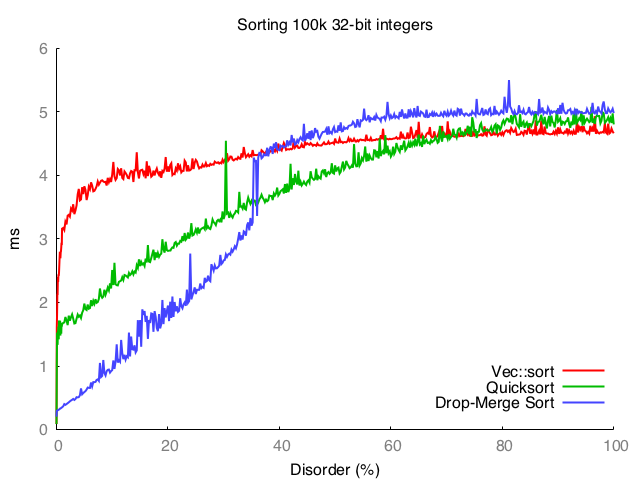 Sorting 100k 32-bit integers
6
5
4
3
2
1
0
ms
Vec::sort
Quicksort
Drop-Merge Sort
0 20 40 60 80 100
Disorder (%)